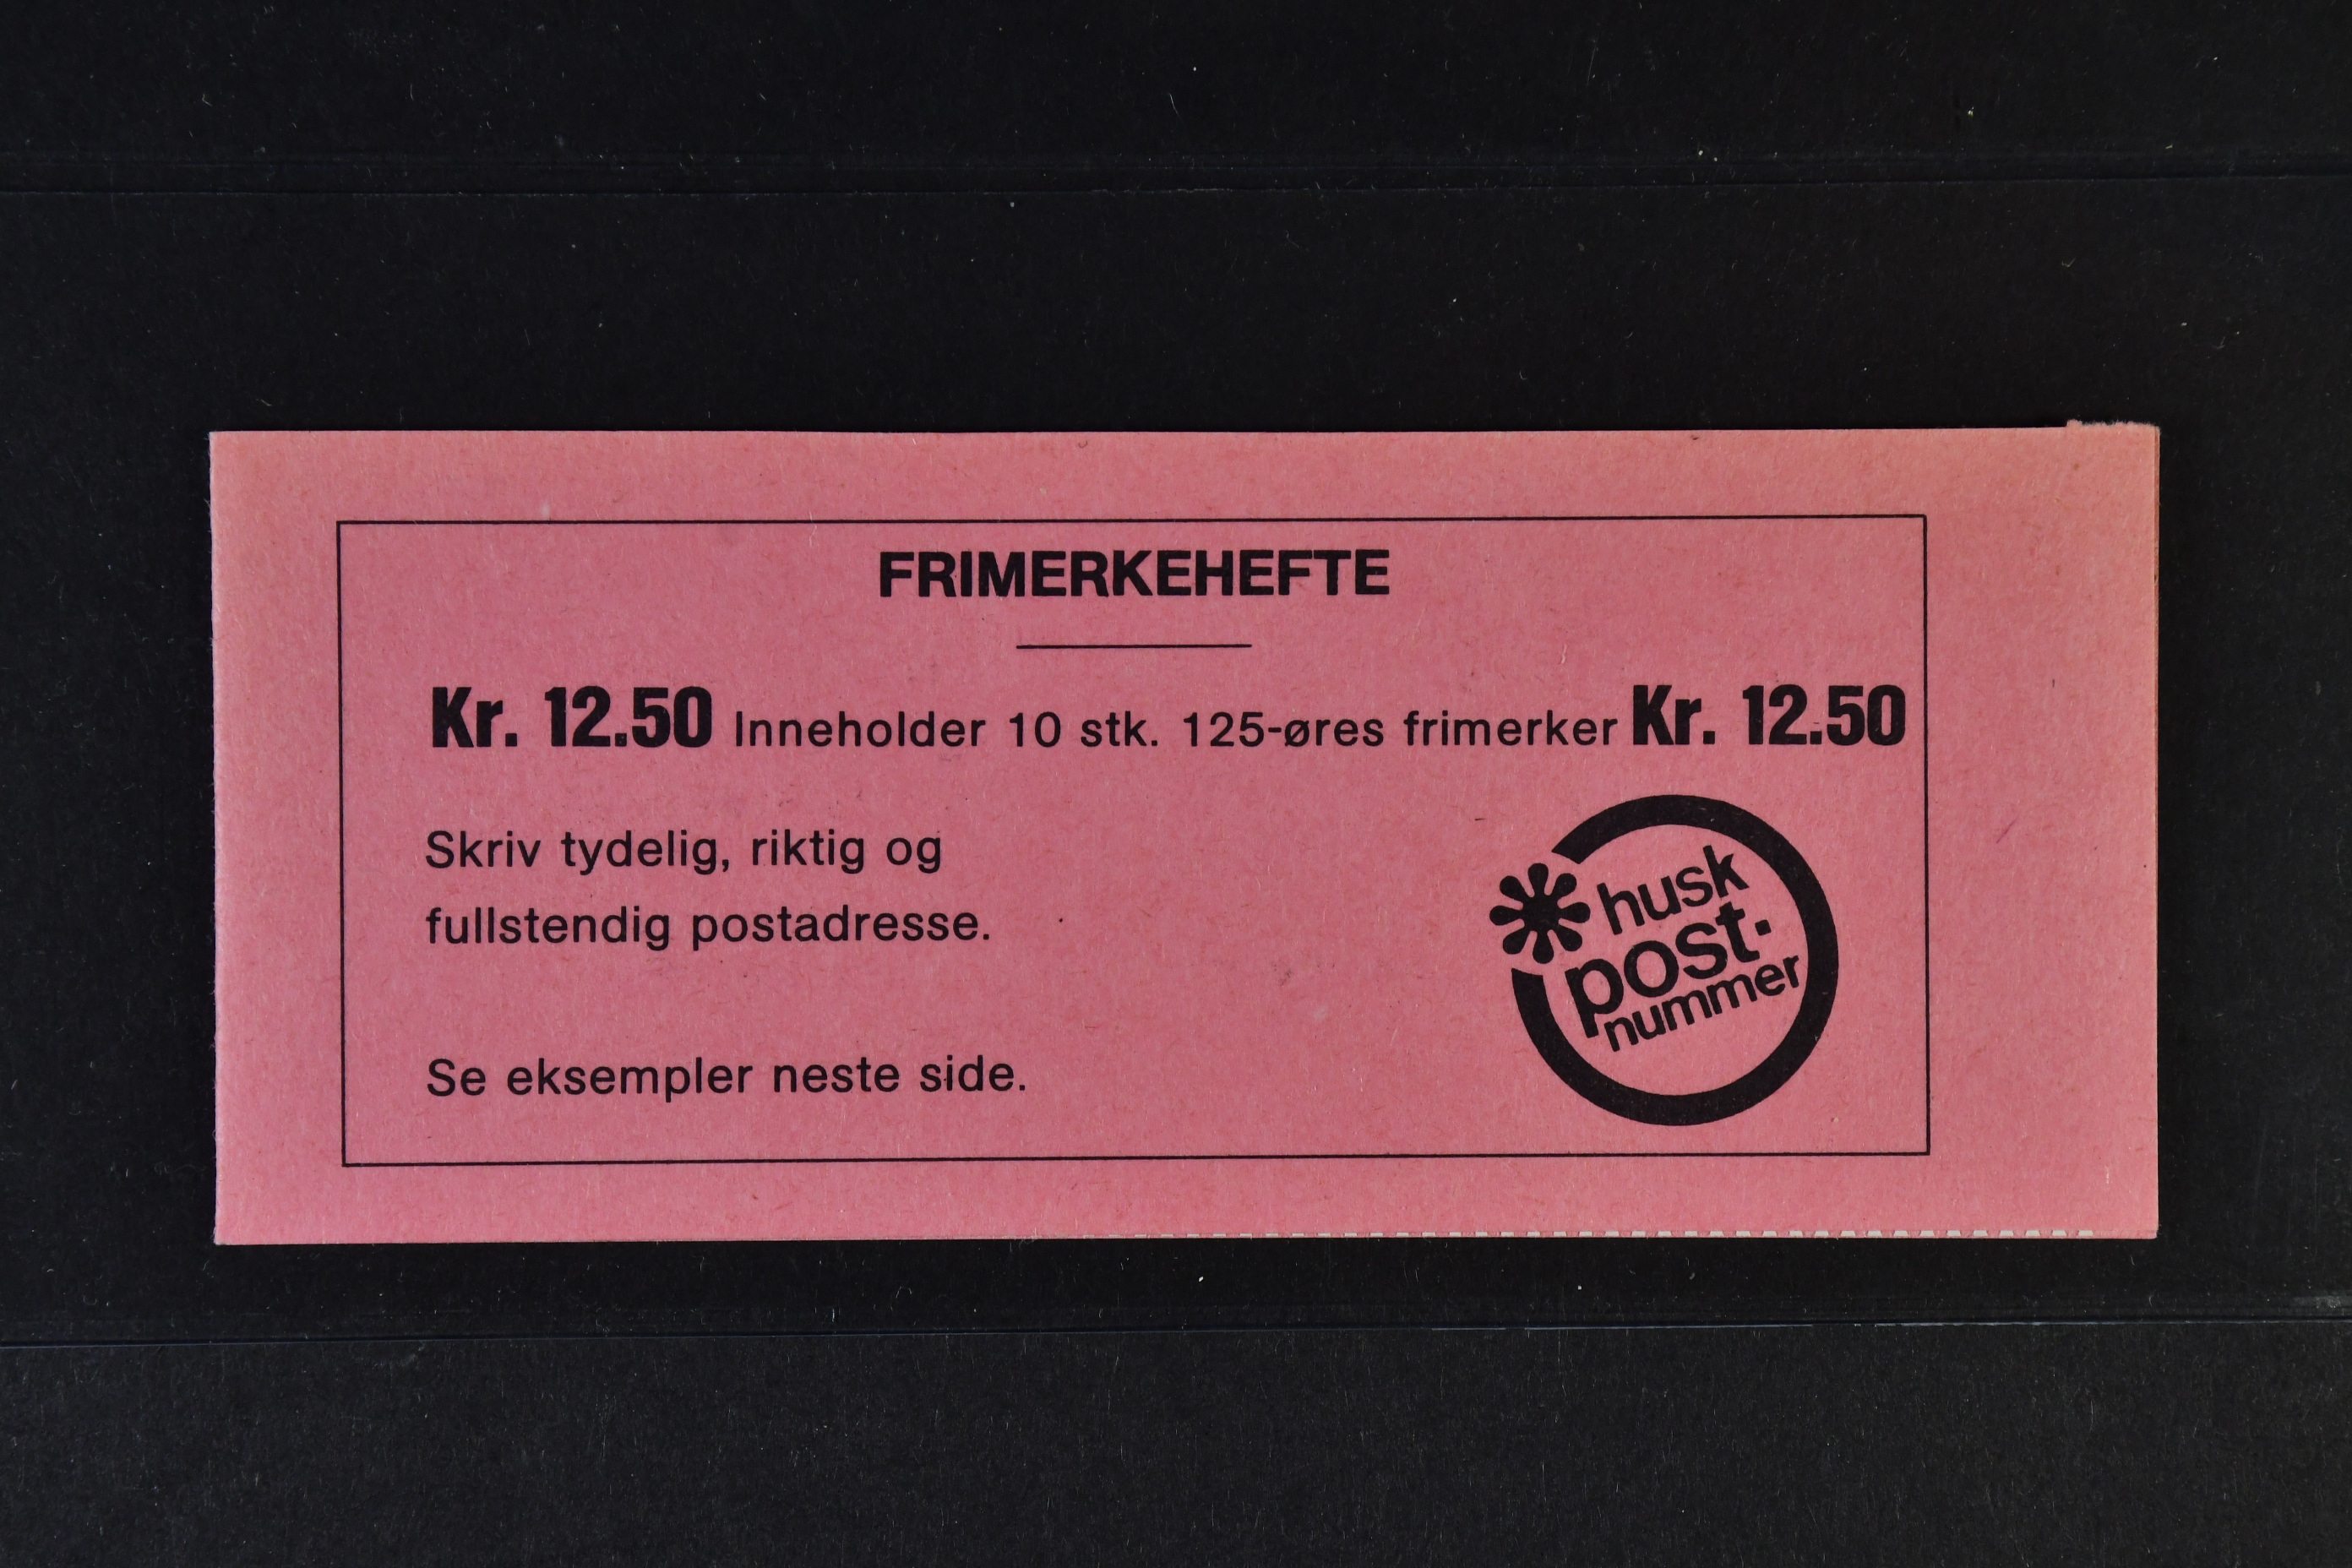 FRIMERKEHEFTE
Kr. 12.50 Inneholder 10 stk. 125-øres frimerker Kr. 12.50
Skriv tydelig, riktig og
fullstendig postadresse.
Se eksempler neste side.
husk
post-
nummer